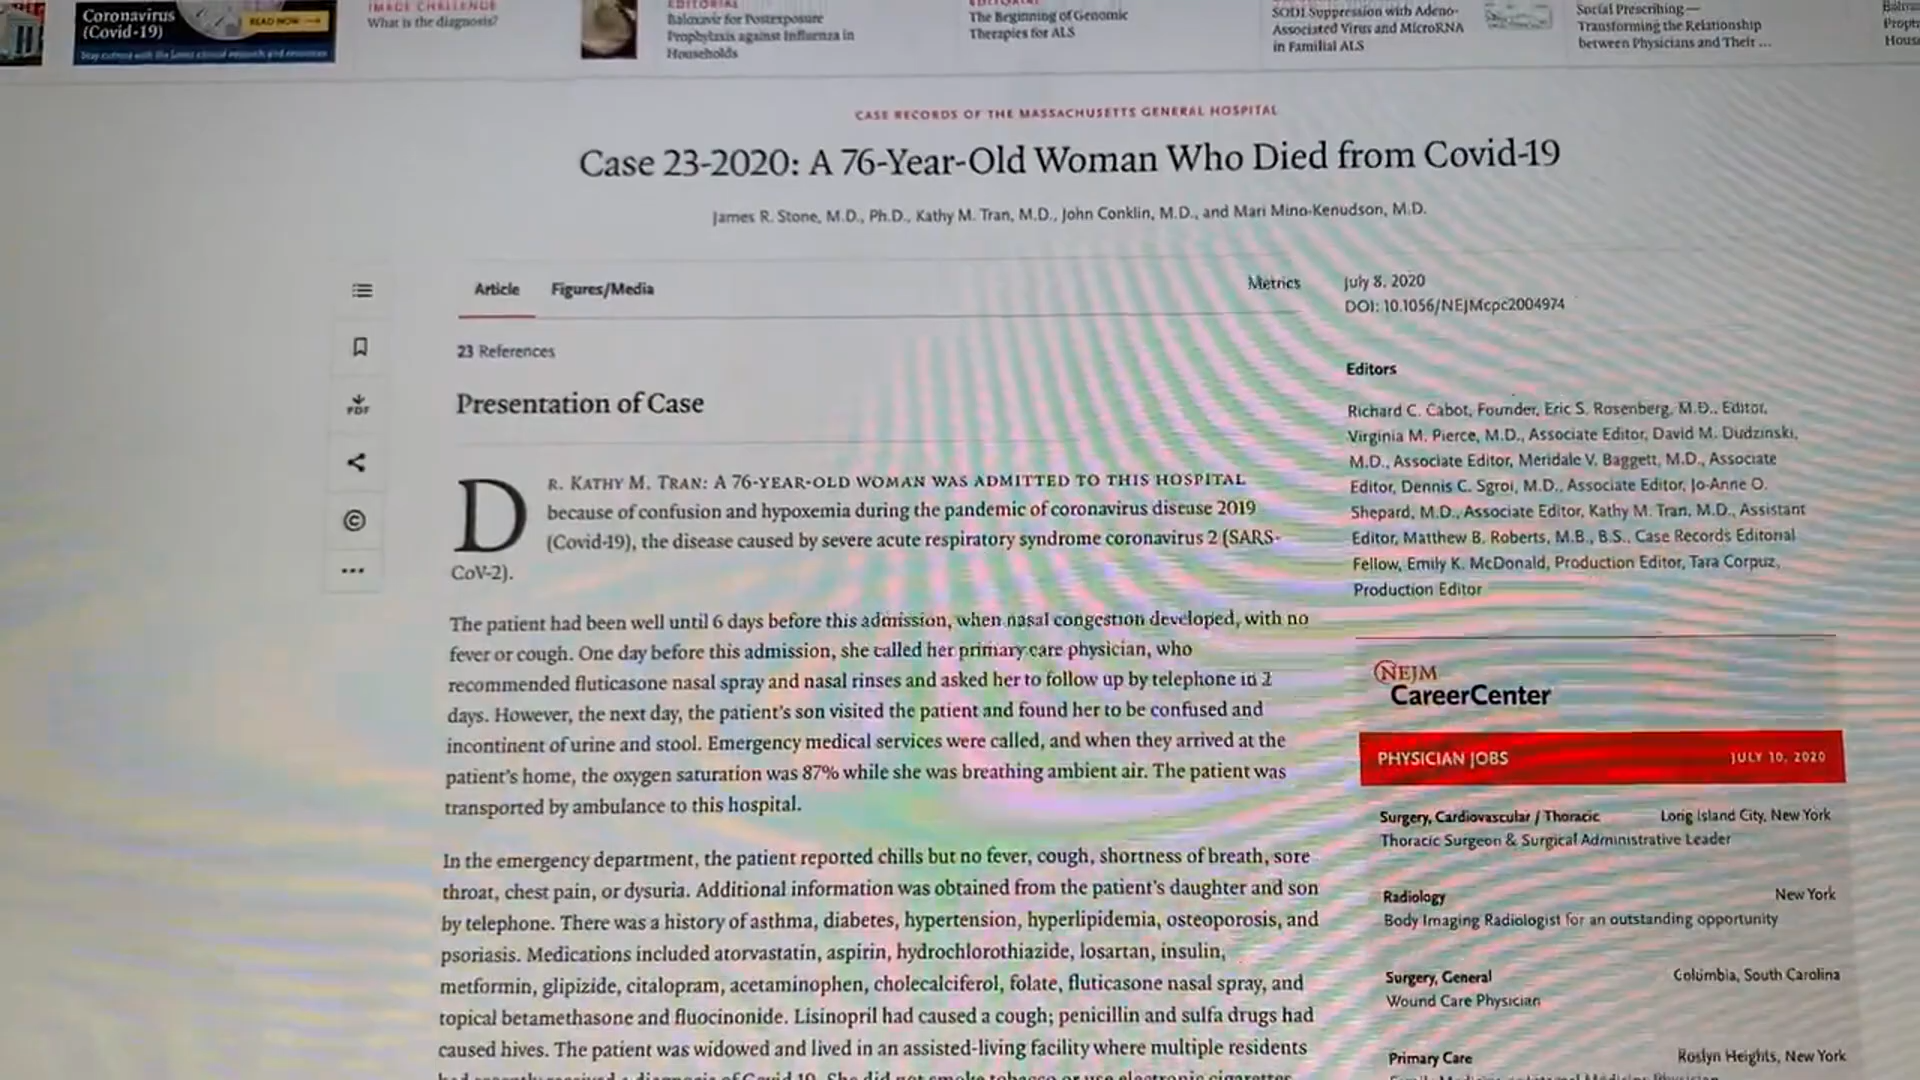 Coronavirus
(Covid-19)
READ NOW
IMAGE CHALLENGE
What is the diagnosis?
EDITORIAL
Baloxavir for Postexposure
Prophylaxis against Influenza in
Households
EDITORIAL
The Beginning of Genomic
Therapies for ALS
SOD1 Suppression with Adeno-
Associated Virus and MicroRNA
in Familial ALS
Social Prescribing —
Transforming the Relationship
between Physicians and Their ...
CASE RECORDS OF THE MASSACHUSETTS GENERAL HOSPITAL
Case 23-2020: A 76-Year-Old Woman Who Died from Covid-19
James R. Stone, M.D., Ph.D., Kathy M. Tran, M.D., John Conklin, M.D., and Mari Mino-Kenudson, M.D.
Article Figures/Media Metrics
23 References
Presentation of Case
DR. KATHY M. TRAN: A 76-YEAR-OLD WOMAN WAS ADMITTED TO THIS HOSPITAL
because of confusion and hypoxemia during the pandemic of coronavirus disease 2019
(Covid-19), the disease caused by severe acute respiratory syndrome coronavirus 2 (SARS-
CoV-2).
The patient had been well until 6 days before this admission, when nasal congestion developed, with no
fever or cough. One day before this admission, she called her primary care physician, who
recommended fluticasone nasal spray and nasal rinses and asked her to follow up by telephone in 2
days. However, the next day, the patient's son visited the patient and found her to be confused and
incontinent of urine and stool. Emergency medical services were called, and when they arrived at the
patient's home, the oxygen saturation was 87% while she was breathing ambient air. The patient was
transported by ambulance to this hospital.
In the emergency department, the patient reported chills but no fever, cough, shortness of breath, sore
throat, chest pain, or dysuria. Additional information was obtained from the patient's daughter and son
by telephone. There was a history of asthma, diabetes, hypertension, hyperlipidemia, osteoporosis, and
psoriasis. Medications included atorvastatin, aspirin, hydrochlorothiazide, losartan, insulin,
metformin, glipizide, citalopram, acetaminophen, cholecalciferol, folate, fluticasone nasal spray, and
topical betamethasone and fluocinonide. Lisinopril had caused a cough; penicillin and sulfa drugs had
caused hives. The patient was widowed and lived in an assisted-living facility where multiple residents
PDF
July 8, 2020
DOI: 10.1056/NEJMcpc2004974
Editors
Richard C. Cabot, Founder, Eric S. Rosenberg, M.D., Editor,
Virginia M. Pierce, M.D., Associate Editor, David M. Dudzinski,
M.D., Associate Editor, Meridale V. Baggett, M.D., Associate
Editor, Dennis C. Sgroi, M.D., Associate Editor, Jo-Anne O.
Shepard, M.D., Associate Editor, Kathy M. Tran, M.D., Assistant
Editor, Matthew B. Roberts, M.B., B.S., Case Records Editorial
Fellow, Emily K. McDonald, Production Editor, Tara Corpuz,
Production Editor
NEJM
CareerCenter
PHYSICIAN JOBS JULY 10, 2020
Surgery, Cardiovascular / Thoracic Long Island City, New York
Thoracic Surgeon & Surgical Administrative Leader
Radiology New York
Body Imaging Radiologist for an outstanding opportunity
Surgery, General Columbia, South Carolina
Wound Care Physician
Primary Care Roslyn Heights, New York